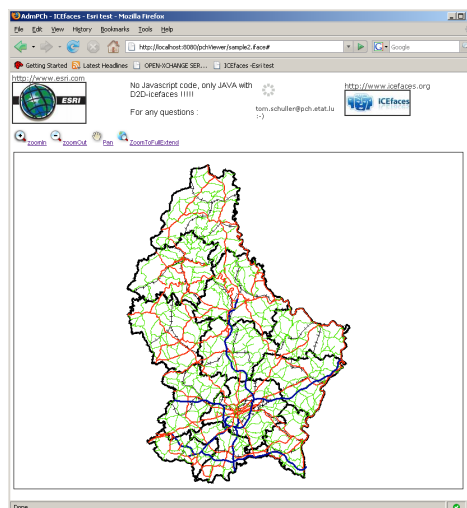 AdmPCh - ICEfaces - Esri test - Mozilla Firefox
File Edit View History Bookmarks Tools Help
http://localhost:8080/pchViewer/sample2.iface#
Google
Getting Started Latest Headlines OPEN-XCHANGE SER... ICEfaces -Esri test
http://www.esri.com
ESRI
No Javascript code, only JAVA with
D2D-icefaces !!!!!
For any questions :
tom.schuller@pch.etat.lu
:-)
http://www.icefaces.org
ICEfaces
zoomIn zoomOut Pan ZoomToFullExtend
Done